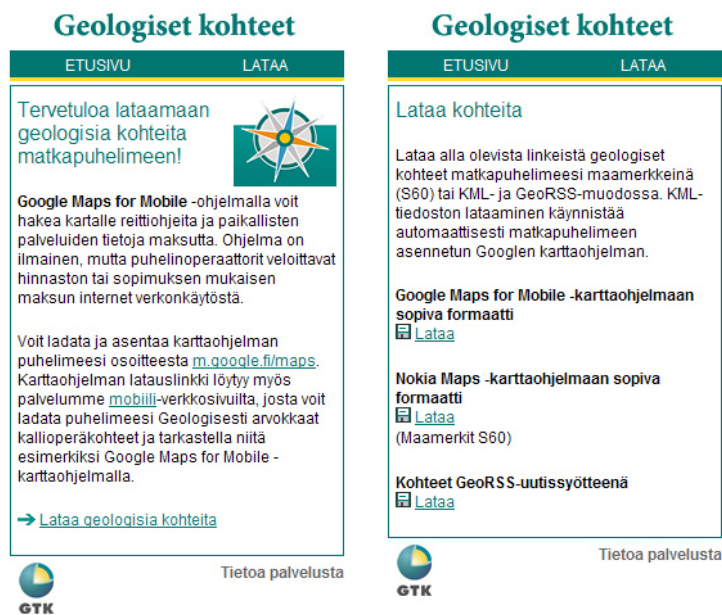 Geologiset kohteet
ETUSIVU LATAA
Tervetuloa lataamaan
geologisia kohteita
matkapuhelimeen!
Google Maps for Mobile -ohjelmalla voit
hakea kartalle reittiohjeita ja paikallisten
palveluiden tietoja maksutta. Ohjelma on
ilmainen, mutta puhelinoperaattorit veloittavat
hinnaston tai sopimuksen mukaisen
maksun internet verkonkäytöstä.
Voit ladata ja asentaa karttaohjelman
puhelimeesi osoitteesta m.google.fi/maps.
Karttaohjelman latauslinkki löytyy myös
palvelumme mobiili-verkkosivuilta, josta voit
ladata puhelimeesi Geologisesti arvokkaat
kallioperäkohteet ja tarkastella niitä
esimerkiksi Google Maps for Mobile -
karttaohjelmalla.
Lataa geologisia kohteita
GTK
Tietoa palvelusta
Geologiset kohteet
ETUSIVU LATAA
Lataa kohteita
Lataa alla olevista linkeistä geologiset
kohteet matkapuhelimeesi maamerkkeinä
(S60) tai KML- ja GeoRSS-muodossa. KML-
tiedoston lataaminen käynnistää
automaattisesti matkapuhelimeen
asennetun Googlen karttaohjelman.
Google Maps for Mobile -karttaohjelmaan
sopiva formaatti
Lataa
Nokia Maps -karttaohjelmaan sopiva
formaatti
Lataa
(Maamerkit S60)
Kohteet GeoRSS-uutissyötteenä
Lataa
GTK
Tietoa palvelusta